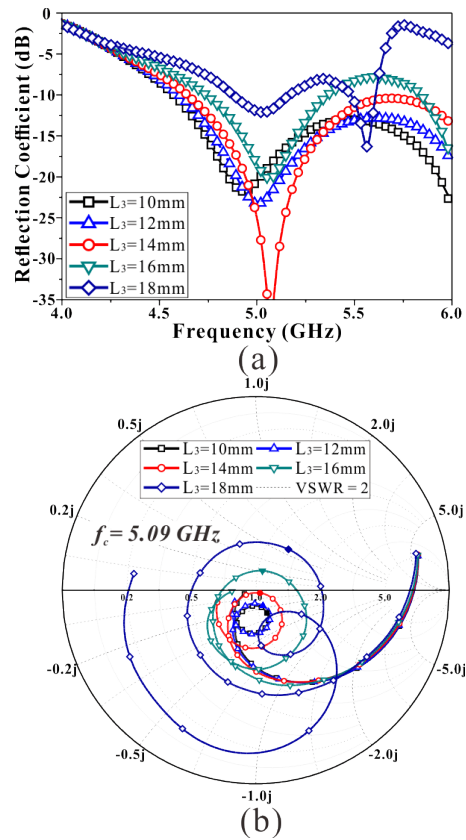 (a)
Reflection Coefficient (dB)
0
-5
-10
-15
-20
-25
-30
-35
L3=10mm
L3=12mm
L3=14mm
L3=16mm
L3=18mm
4.0 4.5 5.0 5.5 6.0
Frequency (GHz)
(a)
1.0j
0.5j 2.0j
L3=10mm L3=12mm
L3=14mm L3=16mm
L3=18mm VSWR = 2
0.2j 5.0j
fc= 5.09 GHz
0.2 0.5 1.0 2.0 5.0
-0.2j -5.0j
-0.5j -2.0j
-1.0j
(b)